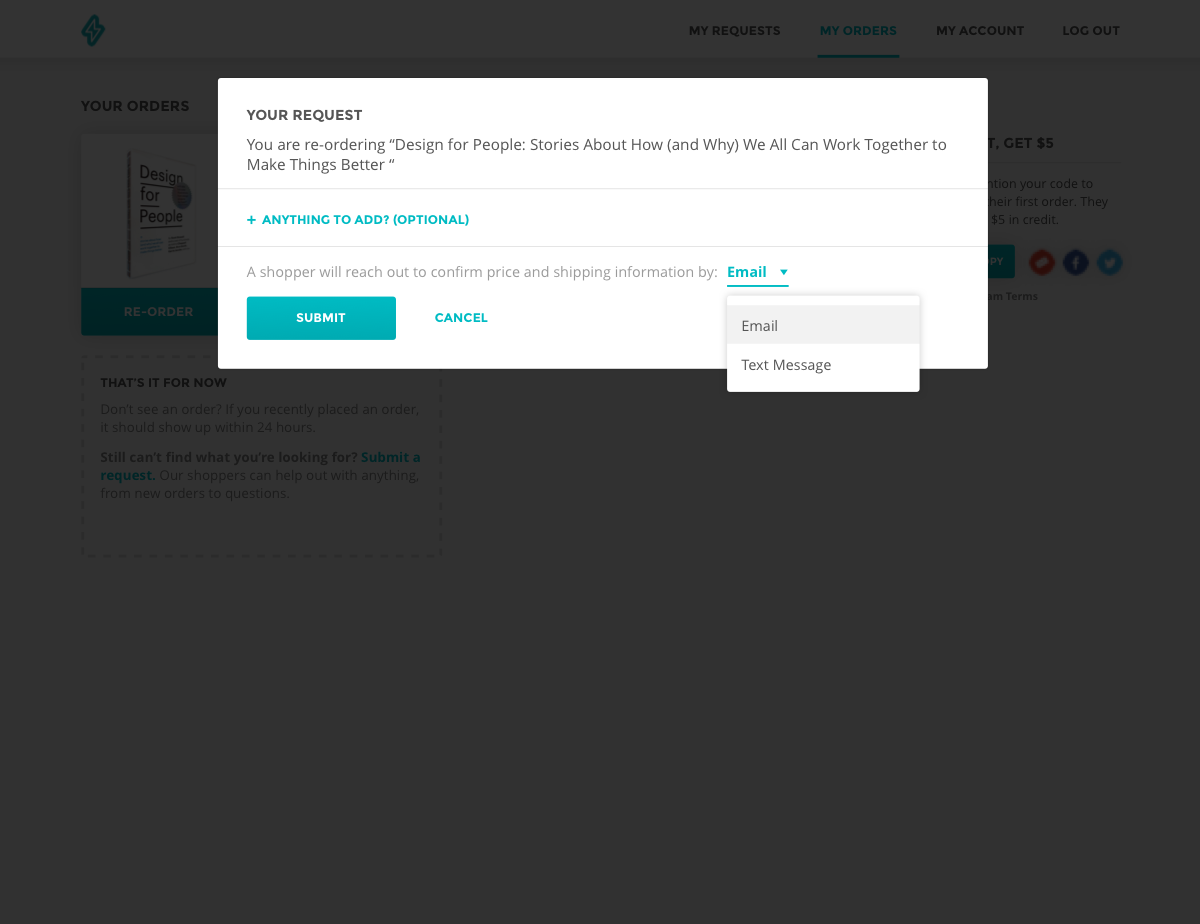 MY REQUESTS
MY ORDERS
MY ACCOUNT
LOG OUT
YOUR ORDERS
Design
for
People
RE-ORDER
YOUR REQUEST
You are re-ordering “Design for People: Stories About How (and Why) We All Can Work Together to
Make Things Better “
+ ANYTHING TO ADD? (OPTIONAL)
A shopper will reach out to confirm price and shipping information by: Email
SUBMIT
CANCEL
Email
Text Message
T, GET $5
your code to
first order. They
$5 in credit.
Terms
THAT’S IT FOR NOW
Don’t see an order? If you recently placed an order,
it should show up within 24 hours.
Still can’t find what you’re looking for? Submit a
request. Our shoppers can help out with anything,
from new orders to questions.